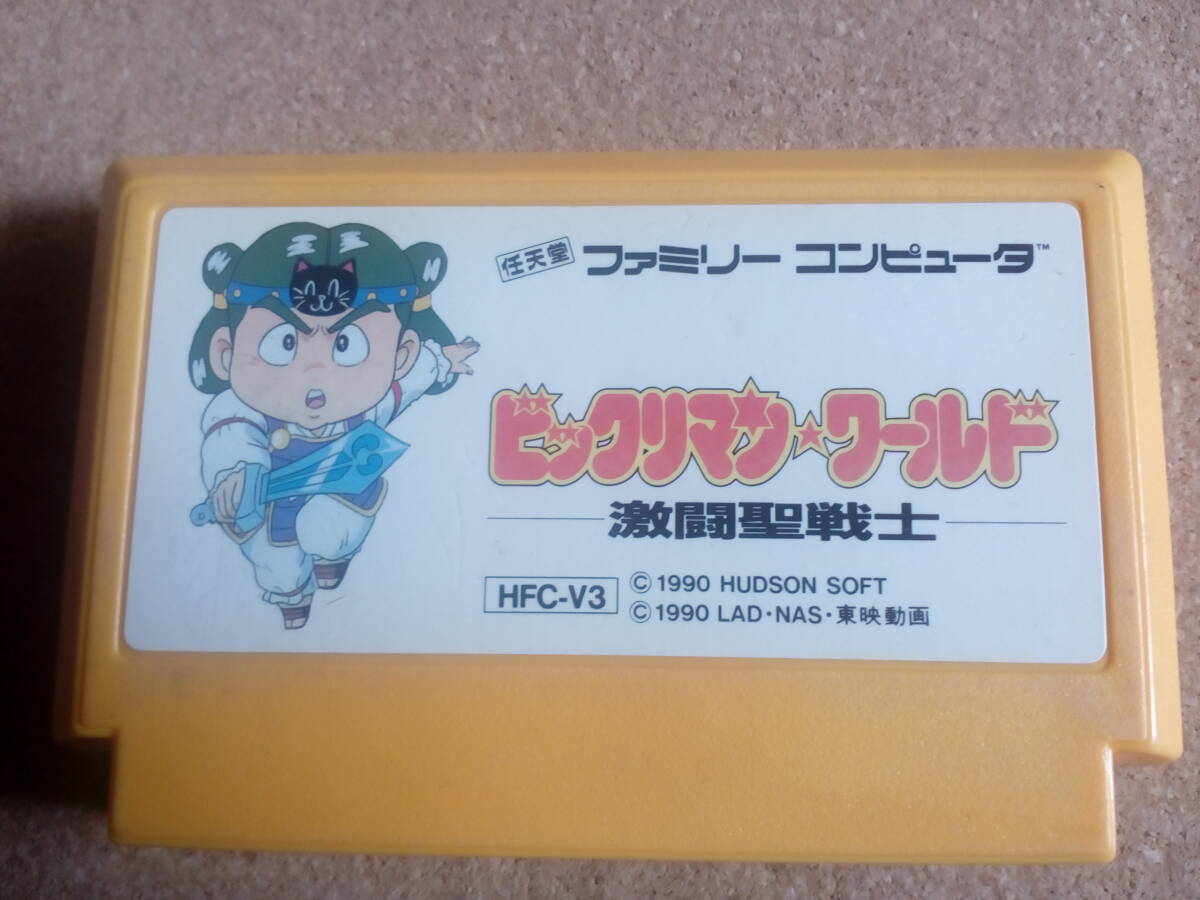 任天堂 ファミリー コンピュータ™
ビックリマン★ワールド
激闘聖戦士
HFC-V3
© 1990 HUDSON SOFT
© 1990 LAD・NAS・東映動画